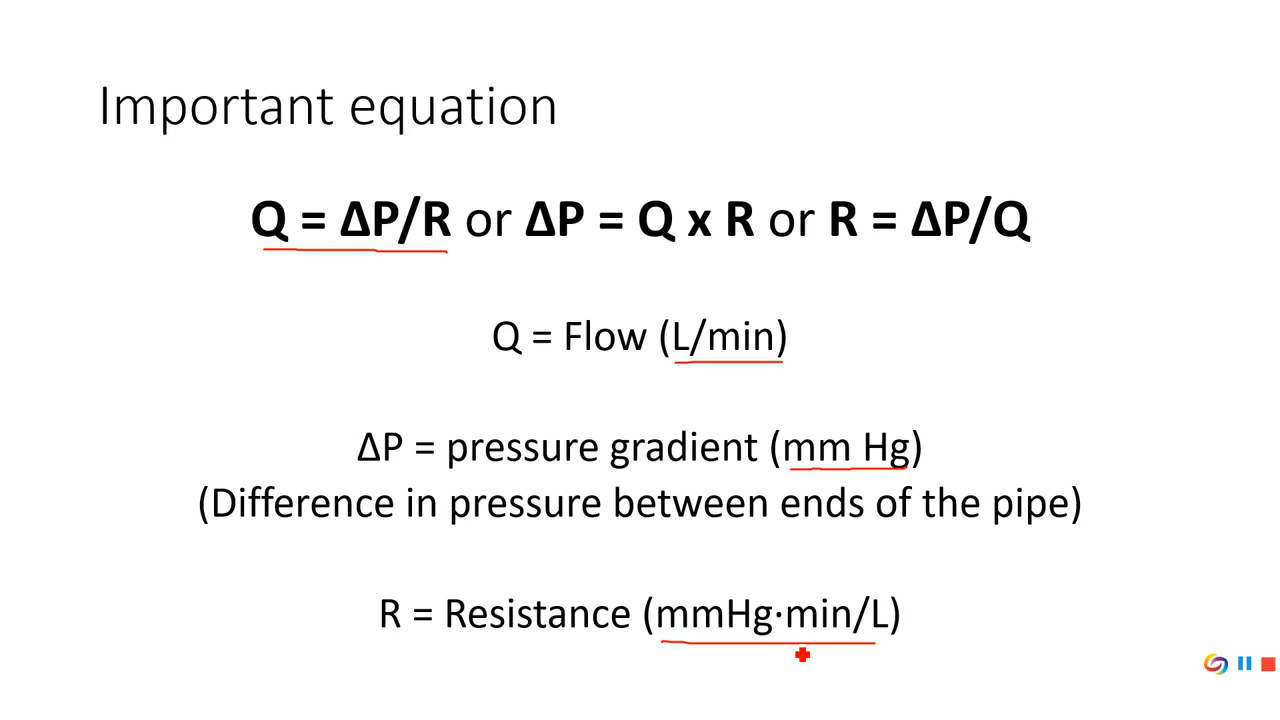 Important equation
Q = ΔP/R or ΔP = Q x R or R = ΔP/Q
Q = Flow (L/min)
ΔP = pressure gradient (mm Hg)
(Difference in pressure between ends of the pipe)
R = Resistance (mmHg·min/L)